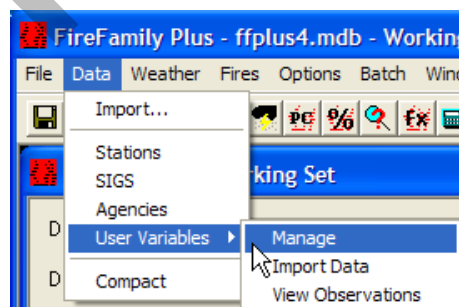 FireFamily Plus - ffplus4.mdb - Working
File Data Weather Fires Options Batch Wind
Import...
Stations
king Set
SIGS
Agencies
User Variables Manage
Import Data
Compact
View Observations